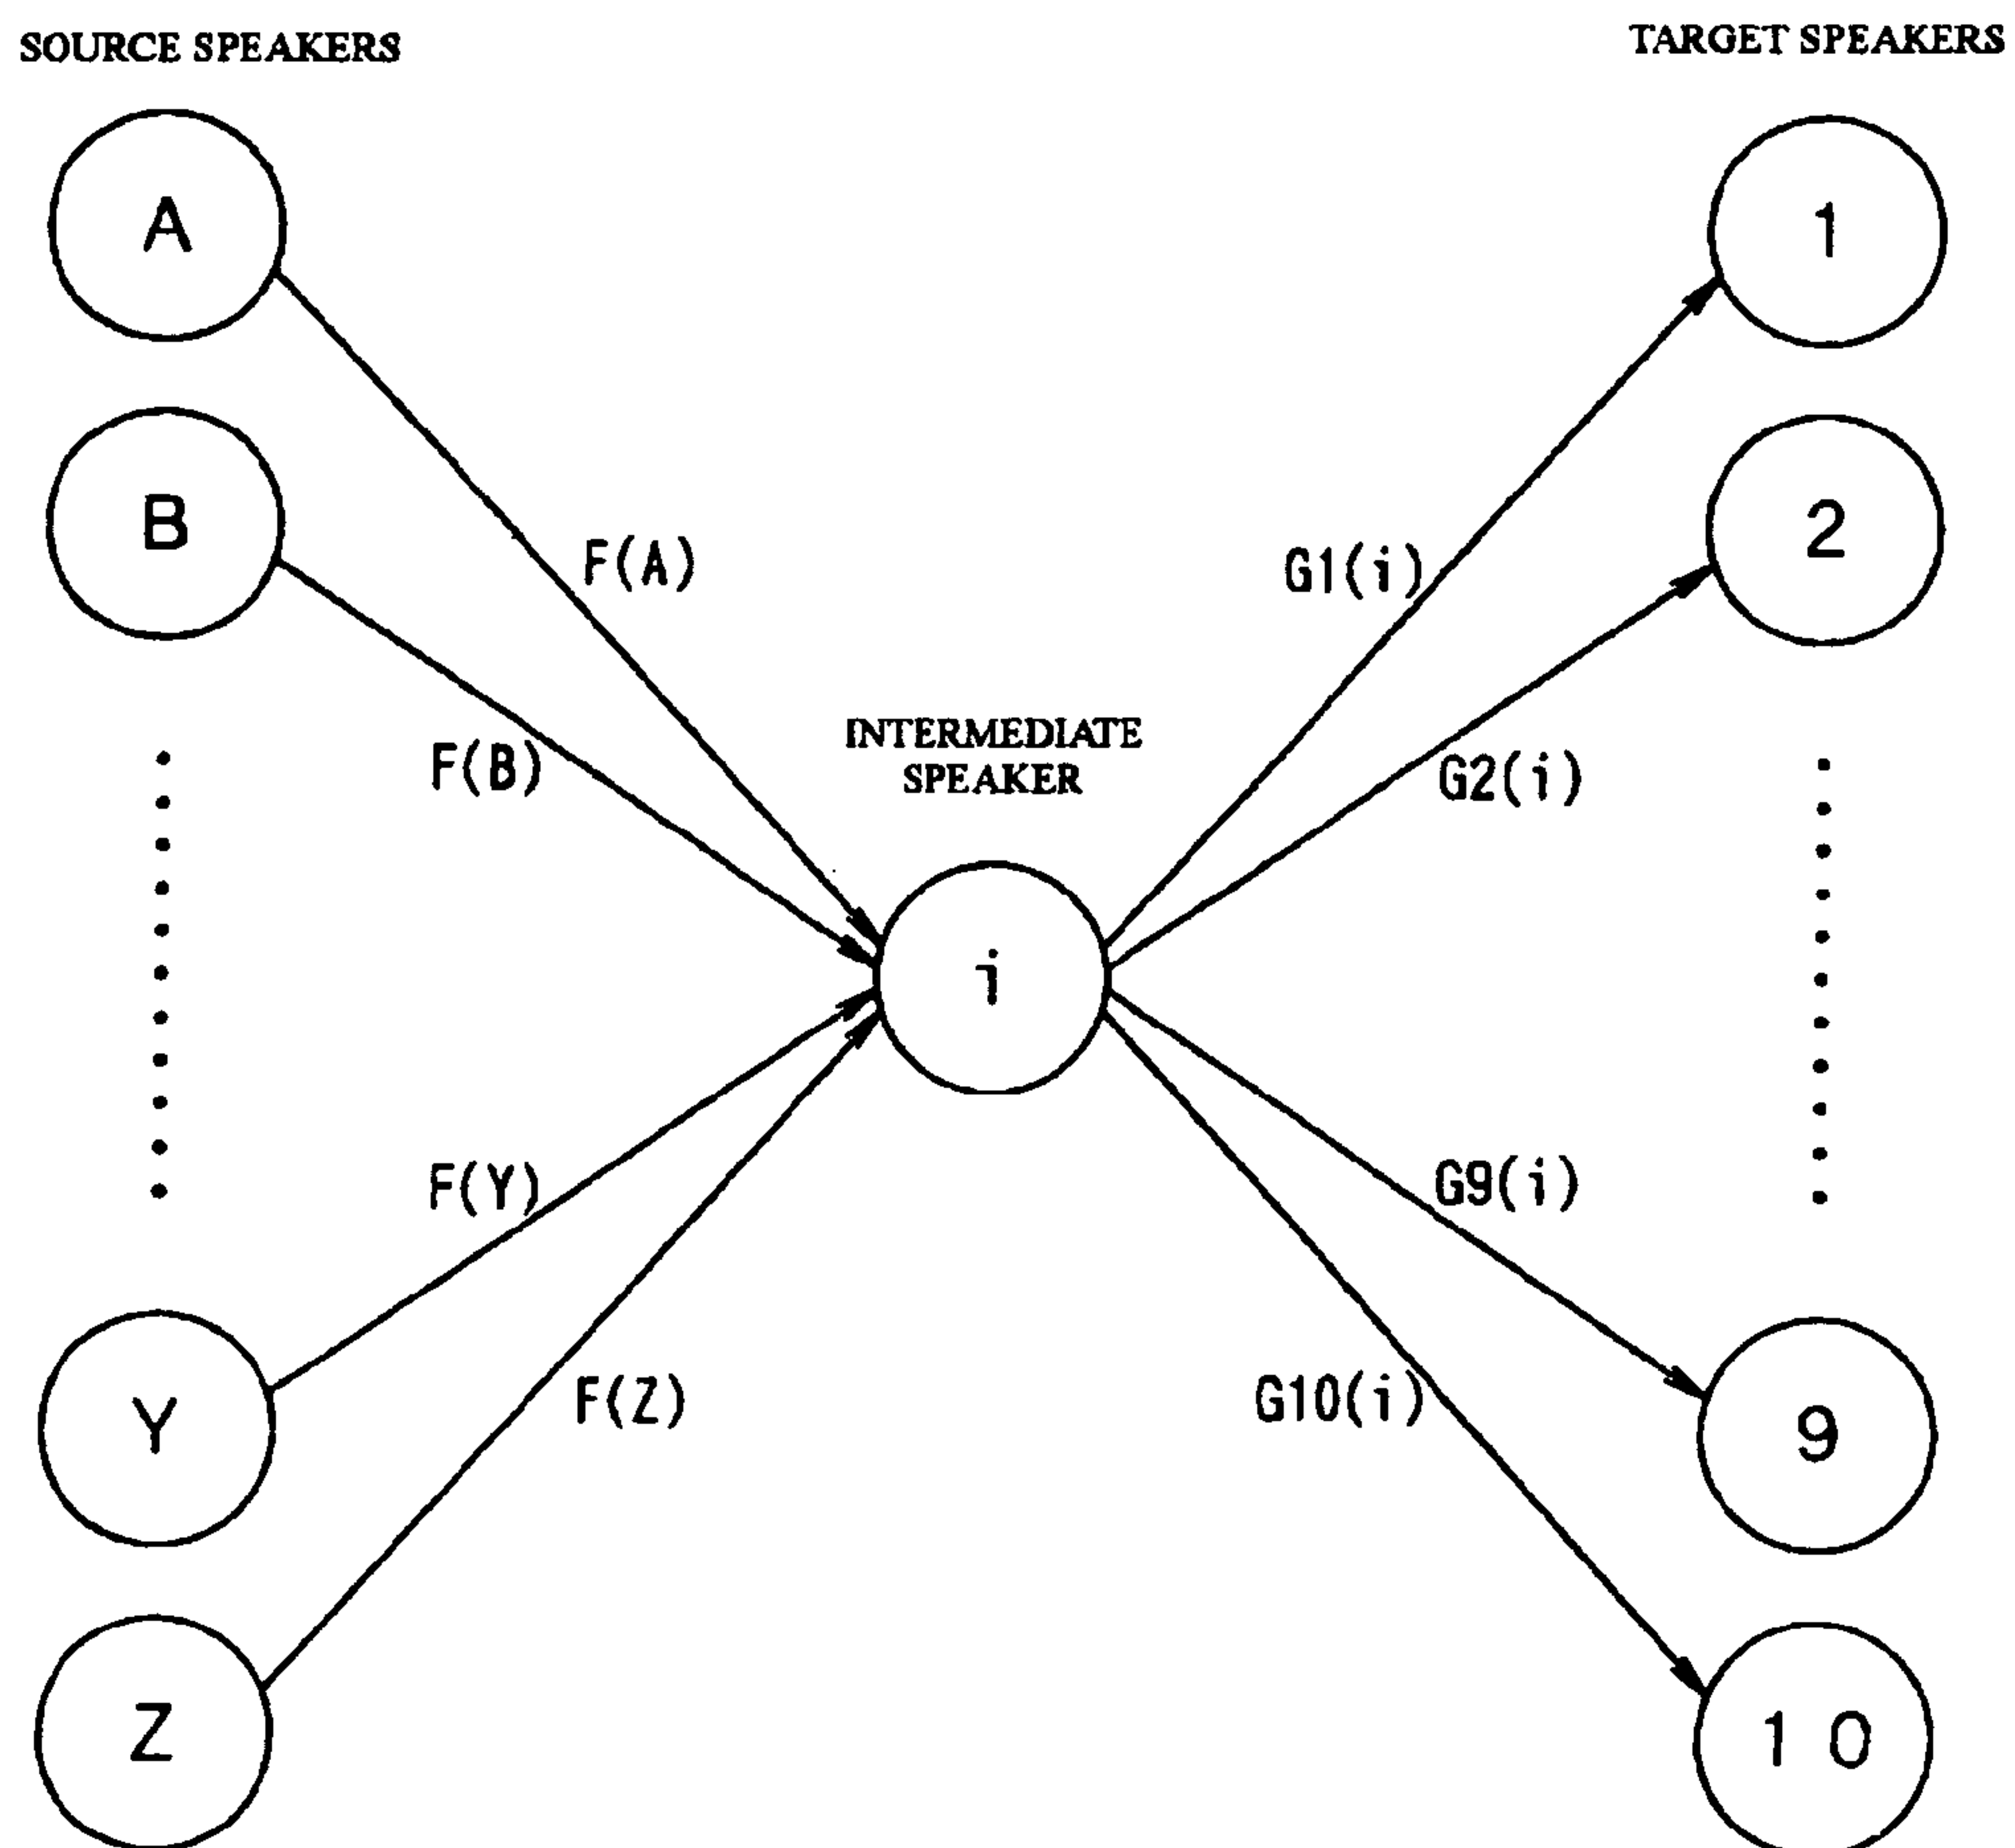 SOURCE SPEAKERS
TARGET SPEAKERS
A
1
B
2
F(A)
G1(i)
INTERMEDIATE
SPEAKER
F(B)
G2(i)
i
F(Y)
G9(i)
F(Z)
G10(i)
Y
9
Z
10